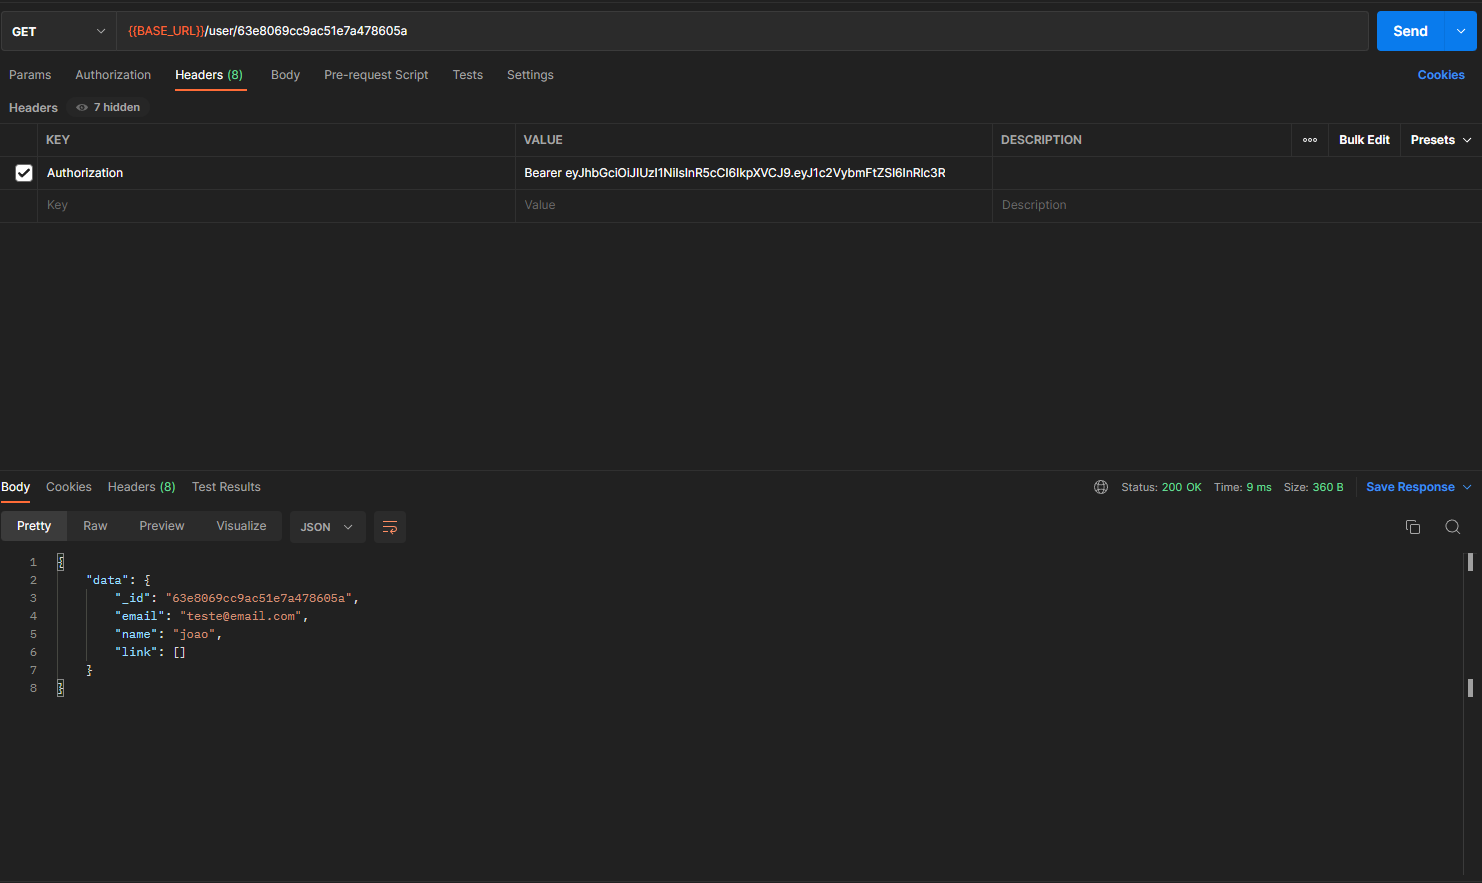 GET {{BASE_URL}}/user/63e8069cc9ac51e7a478605a Send
Params Authorization Headers (8) Body Pre-request Script Tests Settings Cookies
Headers 7 hidden
KEY VALUE DESCRIPTION Bulk Edit Presets
Authorization Bearer eyJhbGciOiJIUzI1NiIsInR5cCI6IkpXVCJ9.eyJ1c2VybmFtZSI6InRlc3R
Key Value Description
Body Cookies Headers (8) Test Results Status: 200 OK Time: 9 ms Size: 360 B Save Response
Pretty Raw Preview Visualize JSON
1 {
2 "data": {
3 "_id": "63e8069cc9ac51e7a478605a",
4 "email": "teste@email.com",
5 "name": "joao",
6 "link": []
7 }
8 }